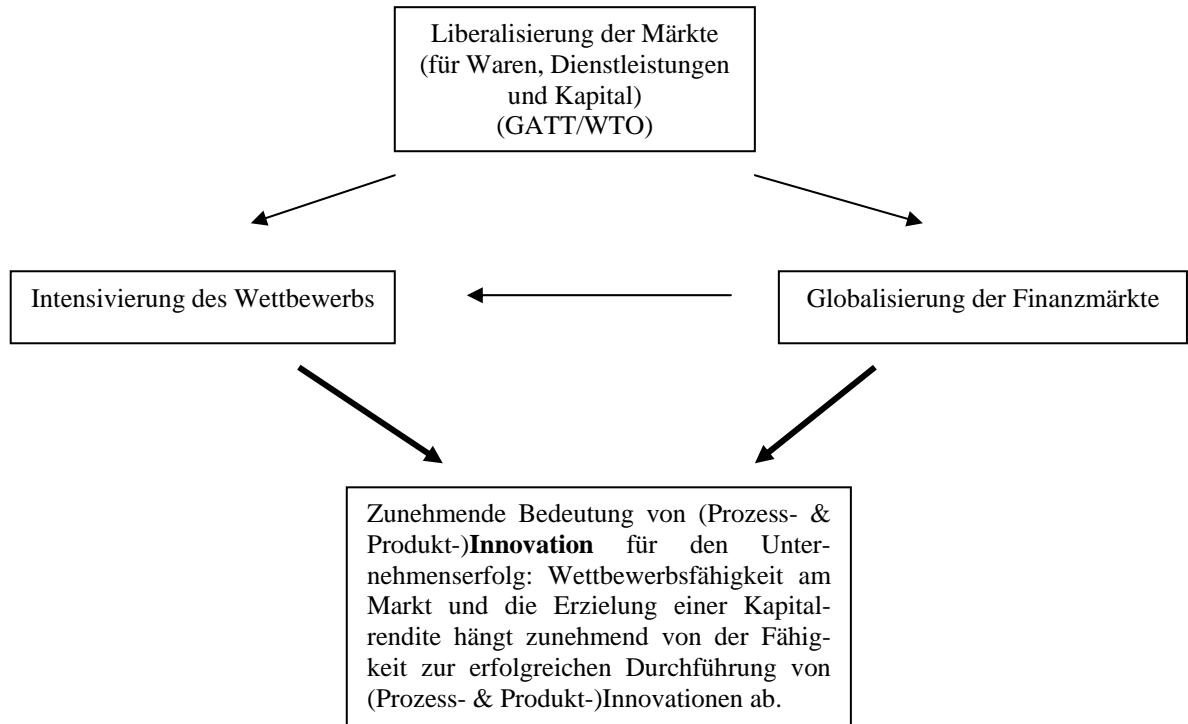 Liberalisierung der Märkte
(für Waren, Dienstleistungen
und Kapital)
(GATT/WTO)
Intensivierung des Wettbewerbs
Globalisierung der Finanzmärkte
Zunehmende Bedeutung von (Prozess- &
Produkt-)Innovation für den Unter-
nehmenserfolg: Wettbewerbsfähigkeit am
Markt und die Erzielung einer Kapital-
rendite hängt zunehmend von der Fähig-
keit zur erfolgreichen Durchführung von
(Prozess- & Produkt-)Innovationen ab.